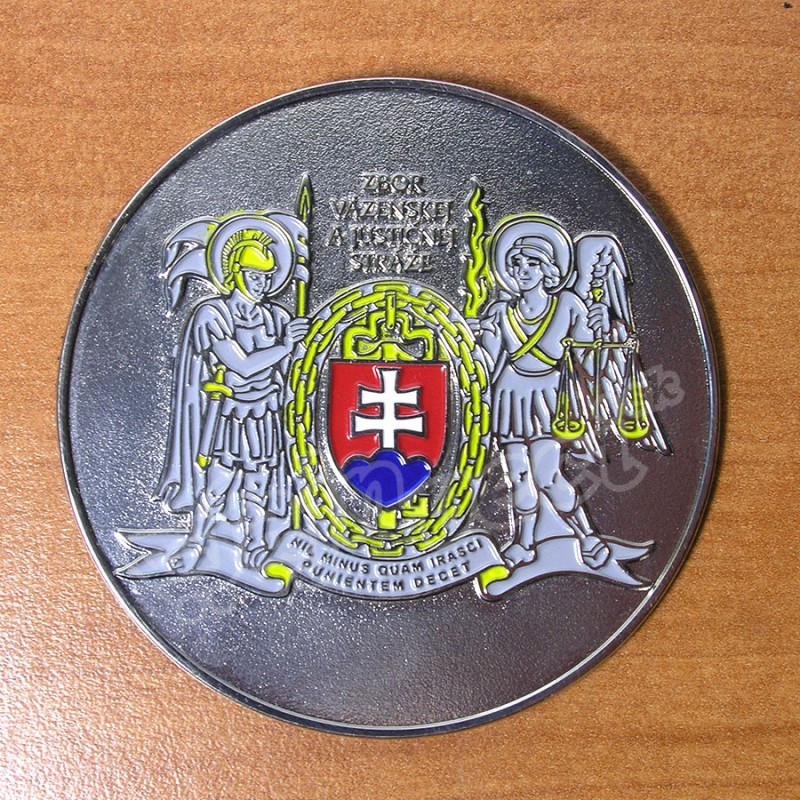 ZBOR
VÄZENSKEJ
A JUSTIČNEJ
STRÁŽE
NIL MINUS QUAM IRASCI
PUNIENTEM DECET